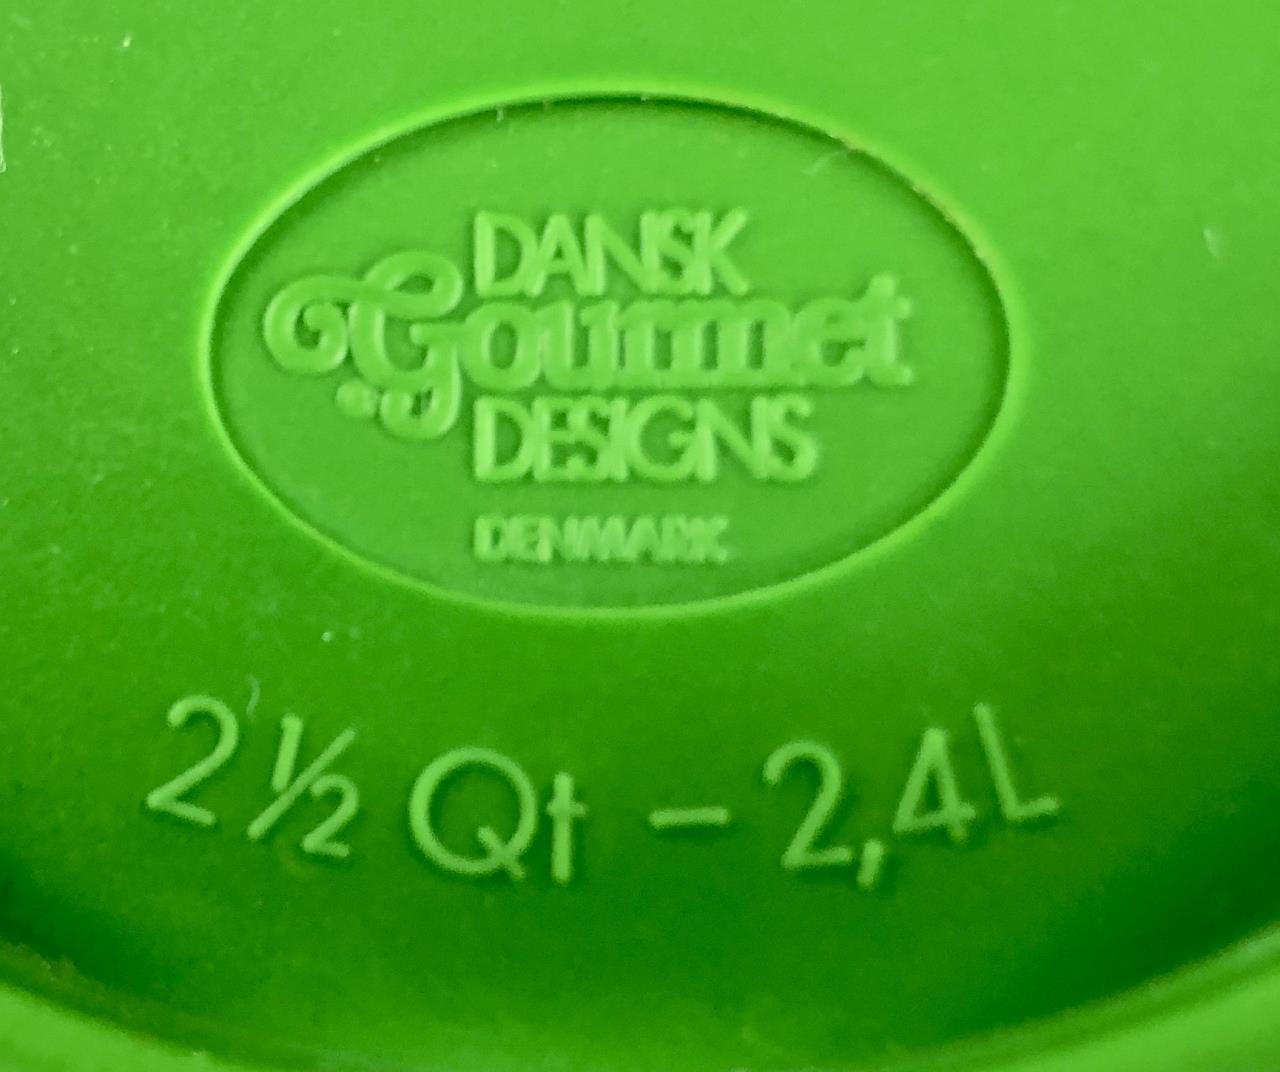 DANSK
Gourmet
DESIGNS
DENMARK
2½ Qt – 2,4L